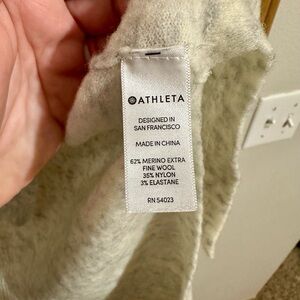 ATHLETA
DESIGNED IN
SAN FRANCISCO
MADE IN CHINA
62% MERINO EXTRA
FINE WOOL
35% NYLON
3% ELASTANE
RN 54023